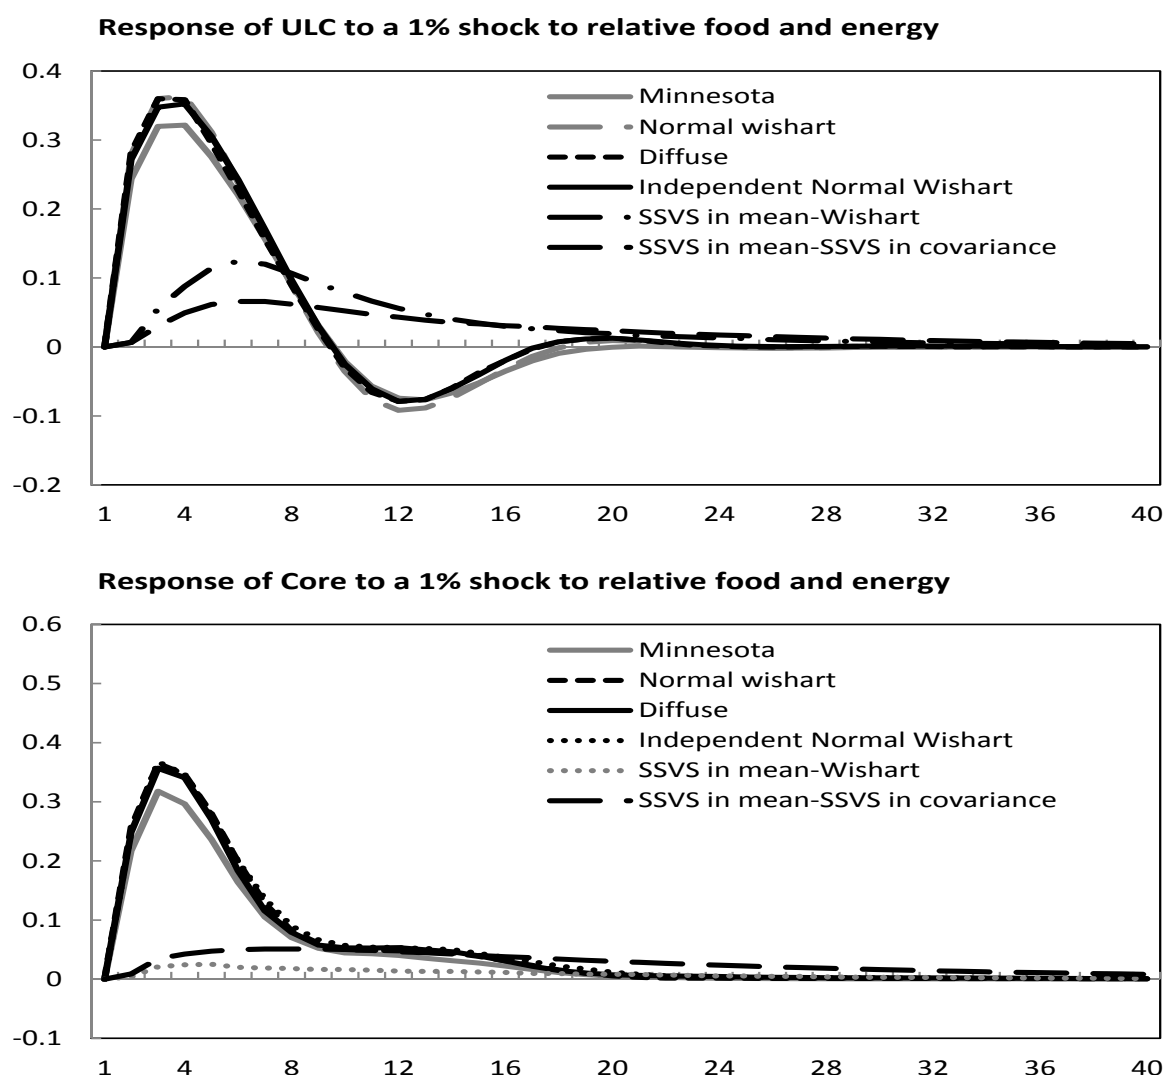 Response of ULC to a 1% shock to relative food and energy
0.4
0.3
0.2
0.1
0
-0.1
-0.2
Minnesota
Normal wishart
Diffuse
Independent Normal Wishart
SSVS in mean-Wishart
SSVS in mean-SSVS in covariance
1 4 8 12 16 20 24 28 32 36 40
Response of Core to a 1% shock to relative food and energy
0.6
0.5
0.4
0.3
0.2
0.1
0
-0.1
Minnesota
Normal wishart
Diffuse
Independent Normal Wishart
SSVS in mean-Wishart
SSVS in mean-SSVS in covariance
1 4 8 12 16 20 24 28 32 36 40